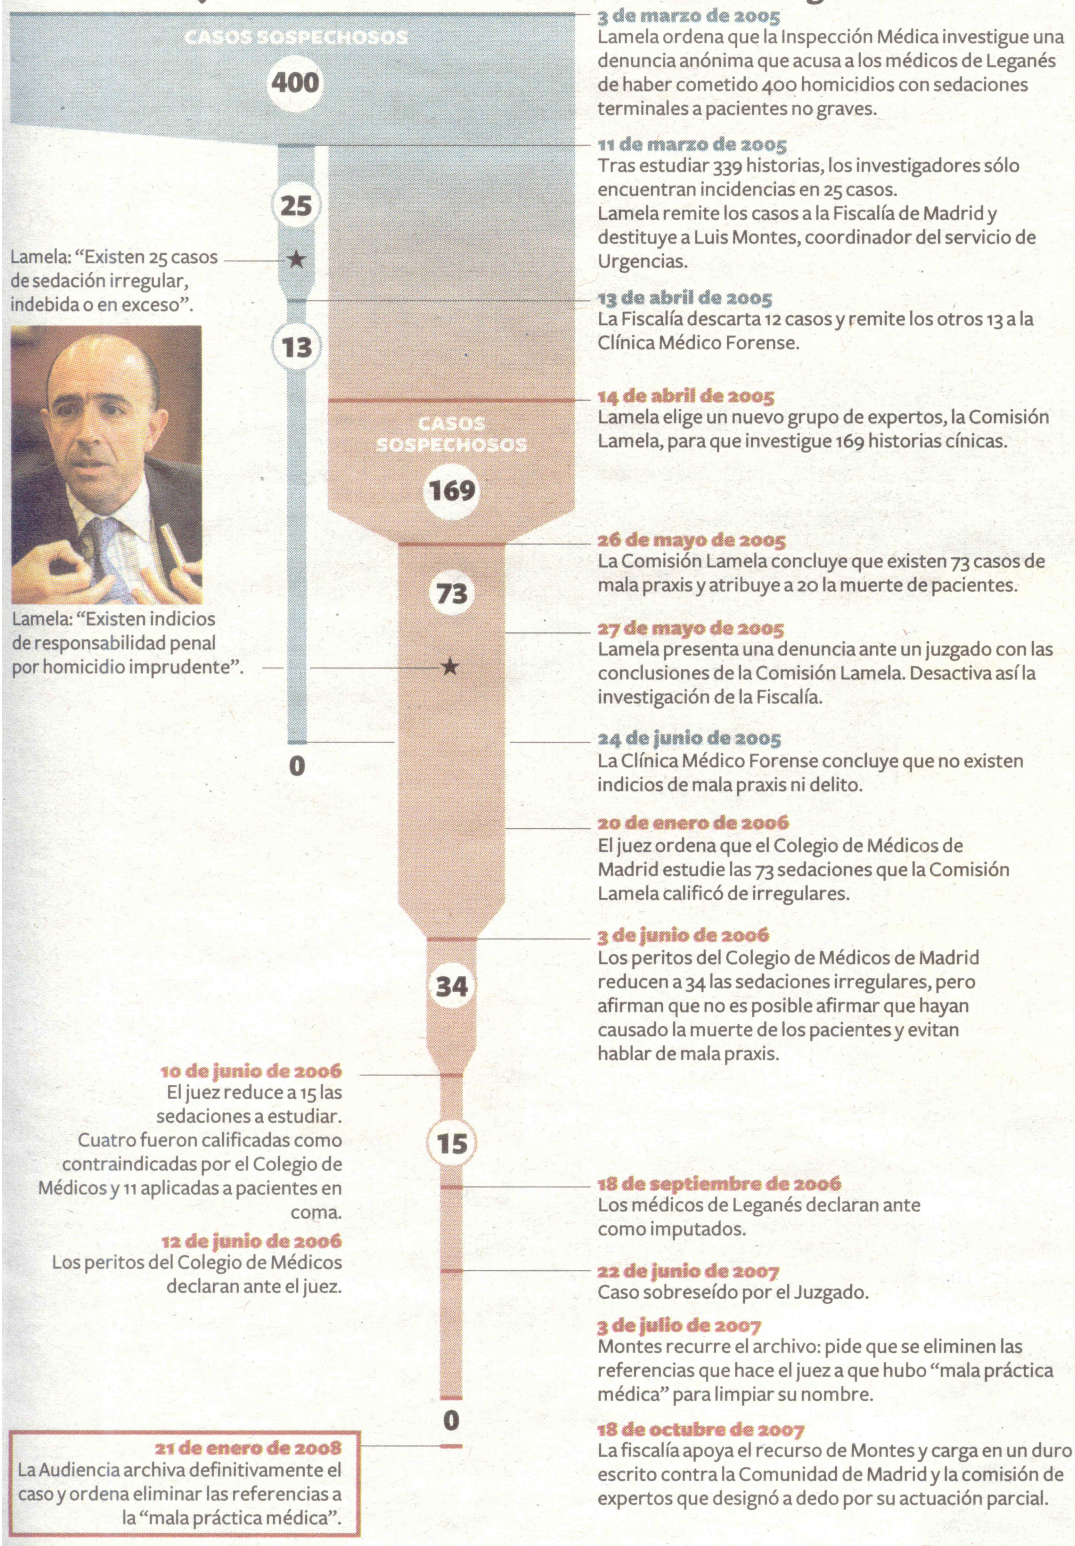 CASOS SOSPECHOSOS
400
25
13
0
CASOS
SOSPECHOSOS
169
73
34
15
0
Lamela: “Existen 25 casos
de sedación irregular,
indebida o en exceso”.
Lamela: “Existen indicios
de responsabilidad penal
por homicidio imprudente”.
3 de marzo de 2005
Lamela ordena que la Inspección Médica investigue una
denuncia anónima que acusa a los médicos de Leganés
de haber cometido 400 homicidios con sedaciones
terminales a pacientes no graves.
11 de marzo de 2005
Tras estudiar 339 historias, los investigadores sólo
encuentran incidencias en 25 casos.
Lamela remite los casos a la Fiscalía de Madrid y
destituye a Luis Montes, coordinador del servicio de
Urgencias.
13 de abril de 2005
La Fiscalía descarta 12 casos y remite los otros 13 a la
Clínica Médico Forense.
14 de abril de 2005
Lamela elige un nuevo grupo de expertos, la Comisión
Lamela, para que investigue 169 historias cínicas.
26 de mayo de 2005
La Comisión Lamela concluye que existen 73 casos de
mala praxis y atribuye a 20 la muerte de pacientes.
27 de mayo de 2005
Lamela presenta una denuncia ante un juzgado con las
conclusiones de la Comisión Lamela. Desactiva así la
investigación de la Fiscalía.
24 de junio de 2005
La Clínica Médico Forense concluye que no existen
indicios de mala praxis ni delito.
20 de enero de 2006
El juez ordena que el Colegio de Médicos de
Madrid estudie las 73 sedaciones que la Comisión
Lamela calificó de irregulares.
3 de junio de 2006
Los peritos del Colegio de Médicos de Madrid
reducen a 34 las sedaciones irregulares, pero
afirman que no es posible afirmar que hayan
causado la muerte de los pacientes y evitan
hablar de mala praxis.
10 de junio de 2006
El juez reduce a 15 las
sedaciones a estudiar.
Cuatro fueron calificadas como
contraindicadas por el Colegio de
Médicos y 11 aplicadas a pacientes en
coma.
12 de junio de 2006
Los peritos del Colegio de Médicos
declaran ante el juez.
18 de septiembre de 2006
Los médicos de Leganés declaran ante
como imputados.
22 de junio de 2007
Caso sobreseído por el Juzgado.
3 de julio de 2007
Montes recurre el archivo: pide que se eliminen las
referencias que hace el juez a que hubo “mala práctica
médica” para limpiar su nombre.
18 de octubre de 2007
La fiscalía apoya el recurso de Montes y carga en un duro
escrito contra la Comunidad de Madrid y la comisión de
expertos que designó a dedo por su actuación parcial.
21 de enero de 2008
La Audiencia archiva definitivamente el
caso y ordena eliminar las referencias a
la “mala práctica médica”.